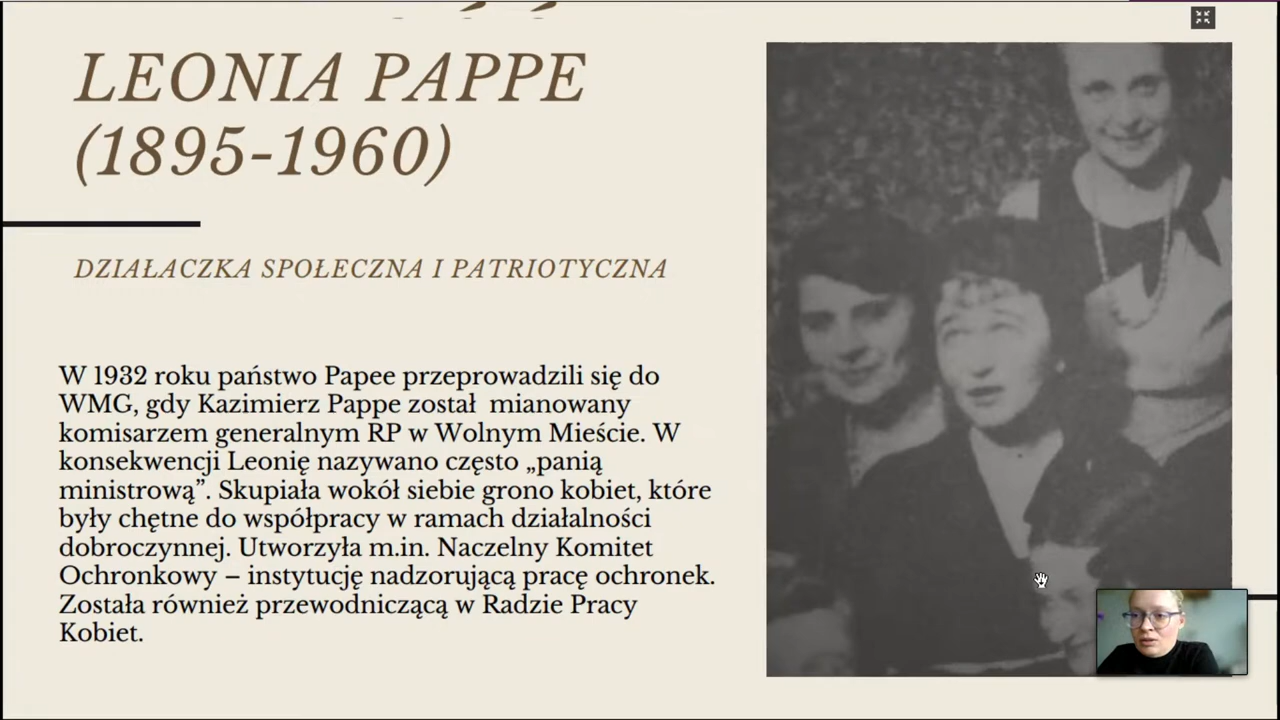 LEONIA PAPPE
(1895-1960)
DZIAŁACZKA SPOŁECZNA I PATRIOTYCZNA
W 1932 roku państwo Papee przeprowadzili się do
WMG, gdy Kazimierz Pappe został mianowany
komisarzem generalnym RP w Wolnym Mieście. W
konsekwencji Leonię nazywano często „panią
ministrową”. Skupiała wokół siebie grono kobiet, które
były chętne do współpracy w ramach działalności
dobroczynnej. Utworzyła m.in. Naczelny Komitet
Ochronkowy – instytucję nadzorującą pracę ochronek.
Została również przewodniczącą w Radzie Pracy
Kobiet.